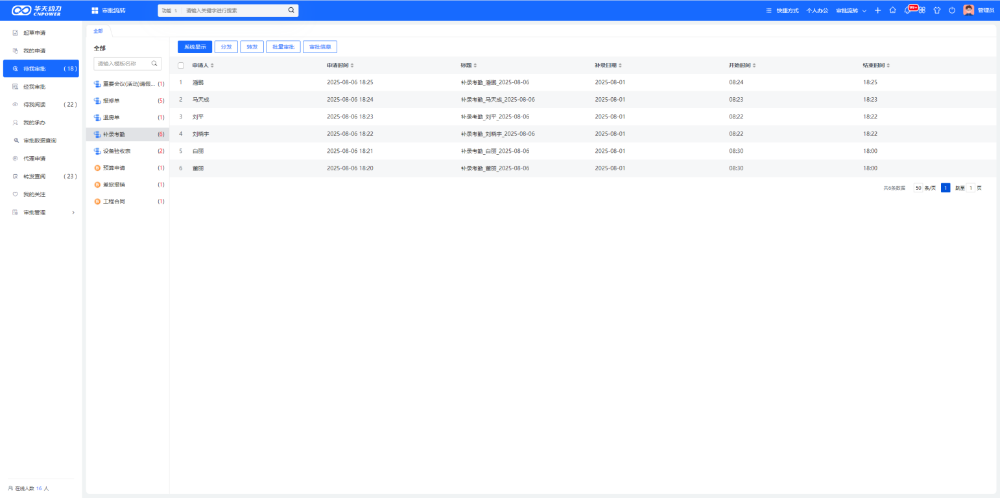 华天动力 CNPOWER 审批流转 功能 请输入关键字进行搜索 快捷方式 个人办公 审批流转 99+ 管理员
起草申请
我的申请
待我审批 ( 18 )
经我审批
待我阅读 ( 22 )
我的承办
审批数据查询
代理申请
转发查阅 ( 23 )
我的关注
审批管理
在线人数 16 人
全部
全部
请输入模板名称
重要会议(活动)请假... (1)
报修单 (5)
退房单 (1)
补录考勤 (6)
设备验收表 (2)
预算申请 (1)
差旅报销 (1)
工程合同 (1)
系统显示 分发 转发 批量审批 审批信息
申请人 申请时间 标题 补录日期 开始时间 结束时间
1 潘鹏 2025-08-06 18:25 补录考勤_潘鹏_2025-08-06 2025-08-01 08:24 18:25
2 马天成 2025-08-06 18:24 补录考勤_马天成_2025-08-06 2025-08-01 08:23 18:23
3 刘平 2025-08-06 18:23 补录考勤_刘平_2025-08-06 2025-08-01 08:22 18:22
4 刘晓宇 2025-08-06 18:22 补录考勤_刘晓宇_2025-08-06 2025-08-01 08:22 18:22
5 白丽 2025-08-06 18:21 补录考勤_白丽_2025-08-06 2025-08-01 08:30 18:00
6 董丽 2025-08-06 18:20 补录考勤_董丽_2025-08-06 2025-08-01 08:30 18:00
共6条数据 50 条/页 1 跳至 1 页